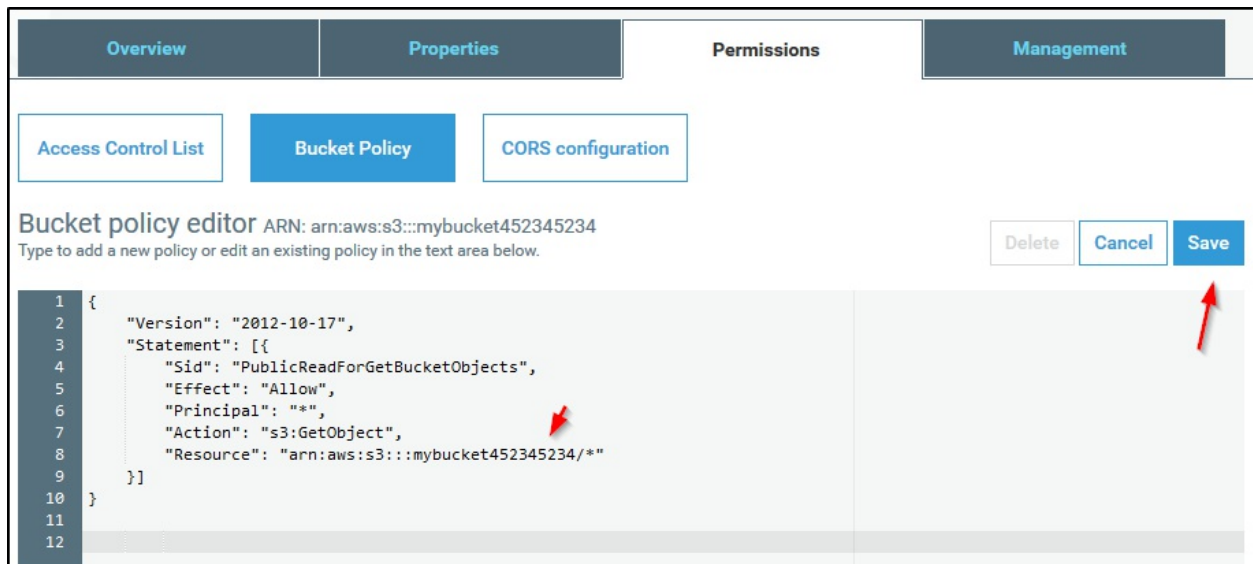 Overview Properties Permissions Management
Access Control List Bucket Policy CORS configuration
Bucket policy editor ARN: arn:aws:s3:::mybucket452345234
Type to add a new policy or edit an existing policy in the text area below.
Delete Cancel Save
1 {
2     "Version": "2012-10-17",
3     "Statement": [{
4         "Sid": "PublicReadForGetBucketObjects",
5         "Effect": "Allow",
6         "Principal": "*",
7         "Action": "s3:GetObject",
8         "Resource": "arn:aws:s3:::mybucket452345234/*"
9     }]
10 }
11
12